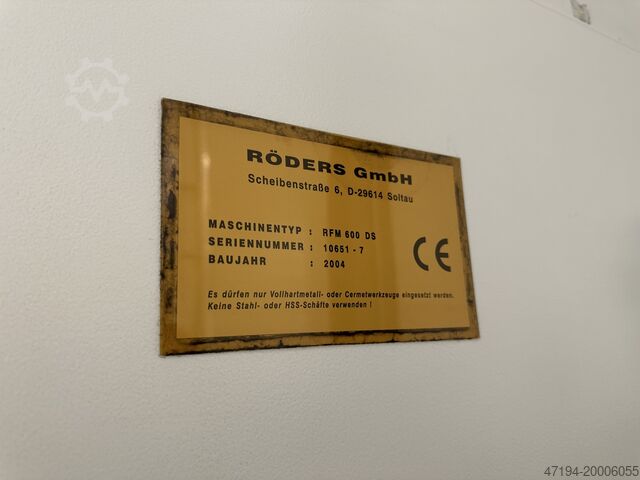 RÖDERS GmbH
Scheibenstraße 6, D-29614 Soltau
MASCHINENTYP : RFM 600 DS
SERIENNUMMER : 10651 - 7
BAUJAHR : 2004
CE
Es dürfen nur Vollhartmetall- oder Cermetwerkzeuge eingesetzt werden.
Keine Stahl- oder HSS-Schäfte verwenden !
47194-20006055